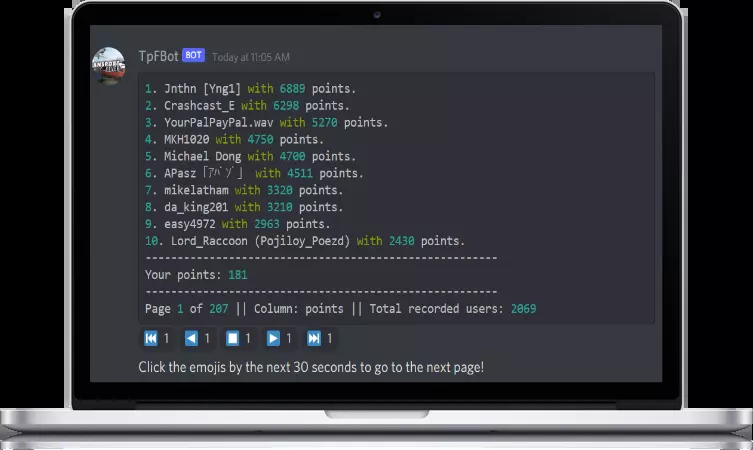 TpFBot BOT Today at 11:05 AM
1. Jnthn [Yng1] with 6889 points.
2. Crashcast_E with 6298 points.
3. YourPalPayPal.wav with 5270 points.
4. MKH1020 with 4750 points.
5. Michael Dong with 4700 points.
6. APasz「ｱﾊﾟｿﾞ」 with 4511 points.
7. mikelatham with 3320 points.
8. da_king201 with 3210 points.
9. easy4972 with 2963 points.
10. Lord_Raccoon (Pojiloy_Poezd) with 2430 points.
-------------------------------------------------------
Your points: 181
-------------------------------------------------------
Page 1 of 207 || Column: points || Total recorded users: 2069
1 1 1 1 1
Click the emojis by the next 30 seconds to go to the next page!